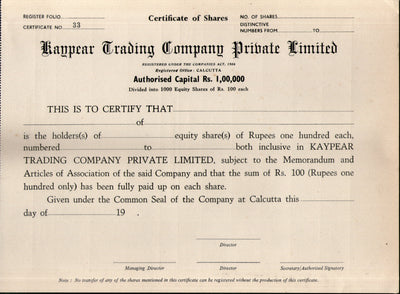 REGISTER FOLIO
Certificate of Shares
NO. OF SHARES
CERTIFICATE NO 33
DISTINCTIVE
NUMBERS FROM TO
Kaypear Trading Company Private Limited
REGISTERED UNDER THE COMPANIES ACT. 1956
Registered Office : CALCUTTA
Authorised Capital Rs. 1,00,000
Divided into 1000 Equity Shares of Rs. 100 each
THIS IS TO CERTIFY THAT
of
is the holders(s) of equity share(s) of Rupees one hundred each,
numbered to both inclusive in KAYPEAR
TRADING COMPANY PRIVATE LIMITED, subject to the Memorandum and
Articles of Association of the said Company and that the sum of Rs. 100 (Rupees one
hundred only) has been fully paid up on each share.
Given under the Common Seal of the Company at Calcutta this
day of 19 .
Director
Managing Director
Director
Secretary/Authorised Signatory
Note : No transfer of any of the shares mentioned in this certificate can be registered without the production of this certificate.